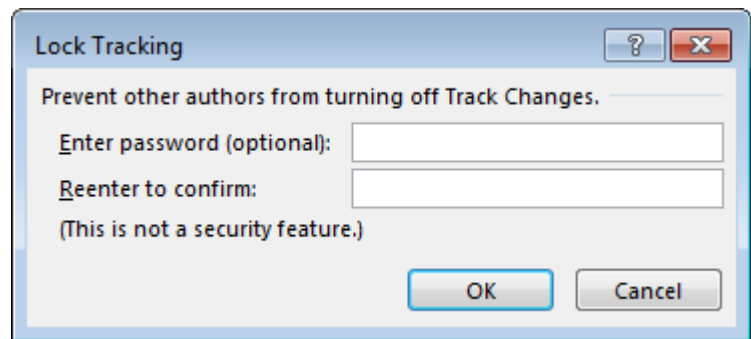 Lock Tracking
?
Prevent other authors from turning off Track Changes.
Enter password (optional):
Reenter to confirm:
(This is not a security feature.)
OK Cancel